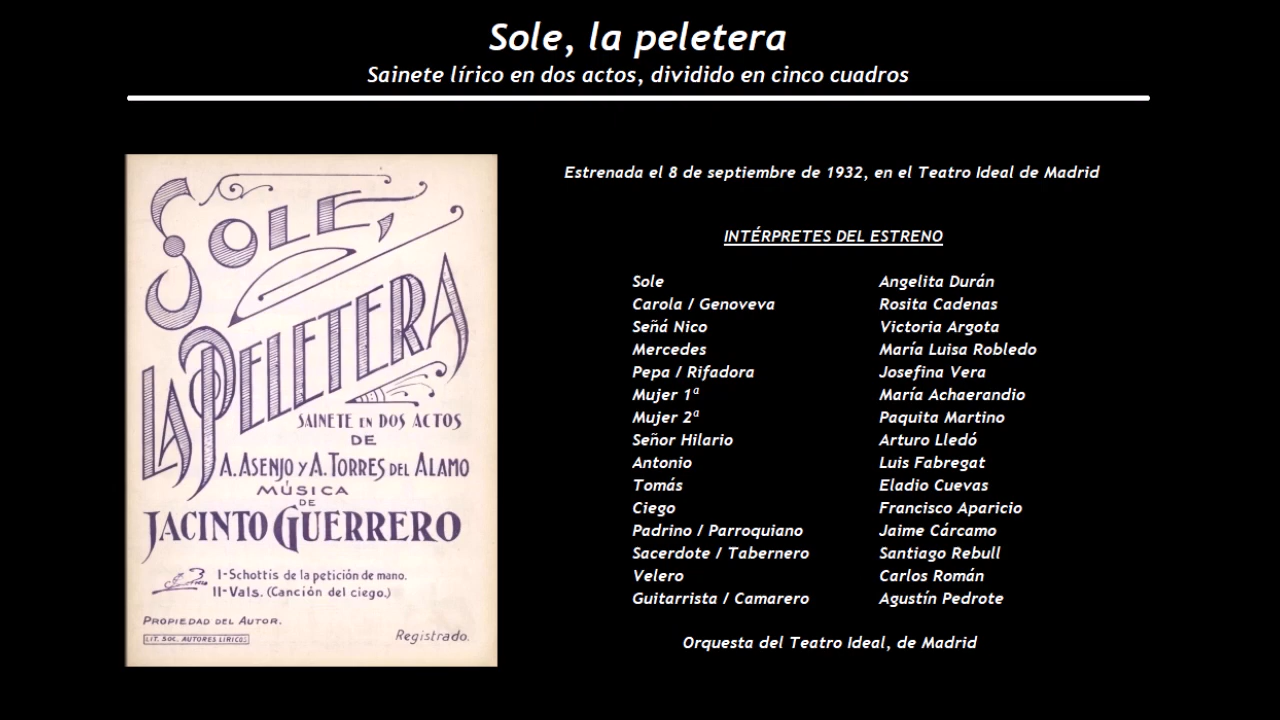 Sole, la peletera
Sainete lírico en dos actos, dividido en cinco cuadros
SOLE,
LA PELETERA
SAINETE EN DOS ACTOS
DE
A. ASENJO Y A. TORRES DEL ALAMO
MÚSICA
DE
JACINTO GUERRERO
I-Schottís de la petición de mano.
II-Vals. (Canción del ciego.)
PROPIEDAD DEL AUTOR.
LIT. SOC. AUTORES LIRICOS
Registrado.
Estrenada el 8 de septiembre de 1932, en el Teatro Ideal de Madrid
INTÉRPRETES DEL ESTRENO
Sole Angelita Durán
Carola / Genoveva Rosita Cadenas
Señá Nico Victoria Argota
Mercedes María Luisa Robledo
Pepa / Rifadora Josefina Vera
Mujer 1ª María Achaerandio
Mujer 2ª Paquita Martino
Señor Hilario Arturo Lledó
Antonio Luis Fabregat
Tomás Eladio Cuevas
Ciego Francisco Aparicio
Padrino / Parroquiano Jaime Cárcamo
Sacerdote / Tabernero Santiago Rebull
Velero Carlos Román
Guitarrista / Camarero Agustín Pedrote
Orquesta del Teatro Ideal, de Madrid